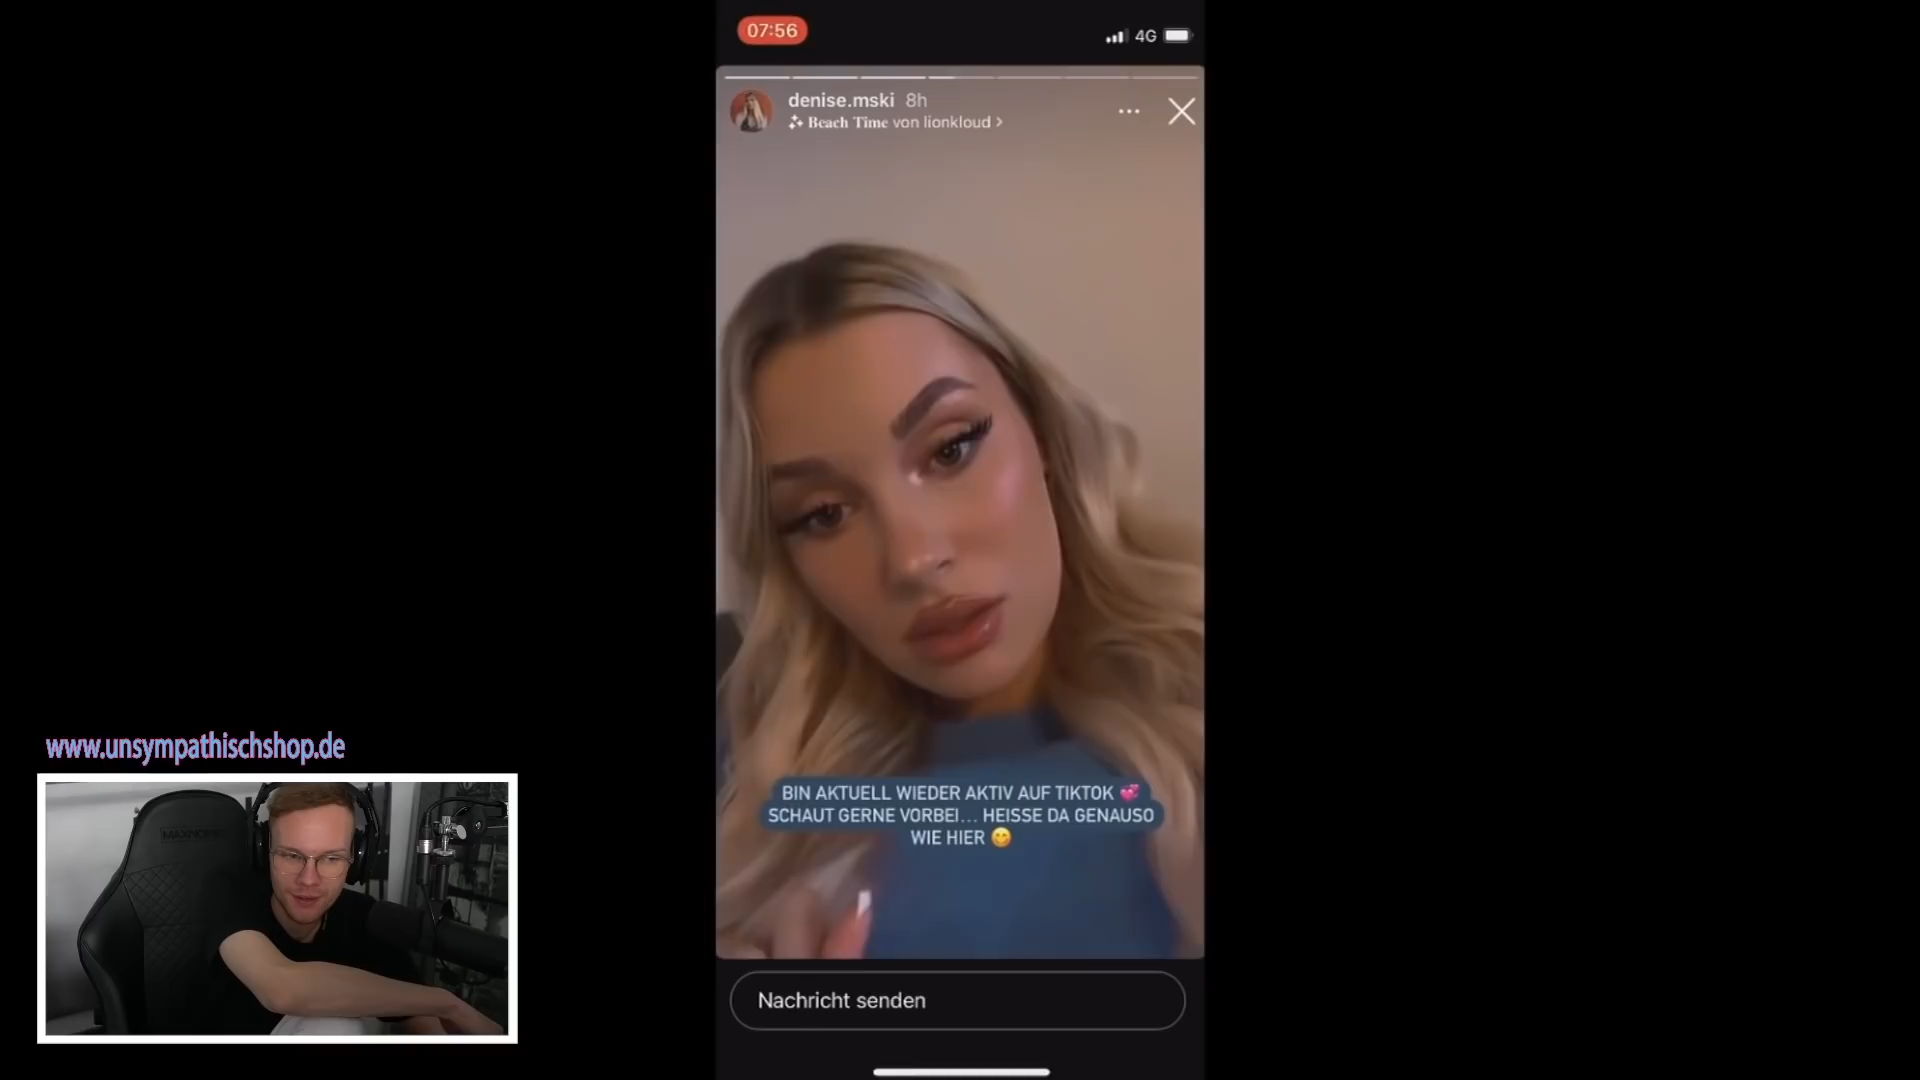 07:56
4G
denise.mski 8h
Beach Time von lionkloud >
BIN AKTUELL WIEDER AKTIV AUF TIKTOK 💞
SCHAUT GERNE VORBEI... HEISSE DA GENAUSO
WIE HIER 😋
www.unsympathischshop.de
Nachricht senden